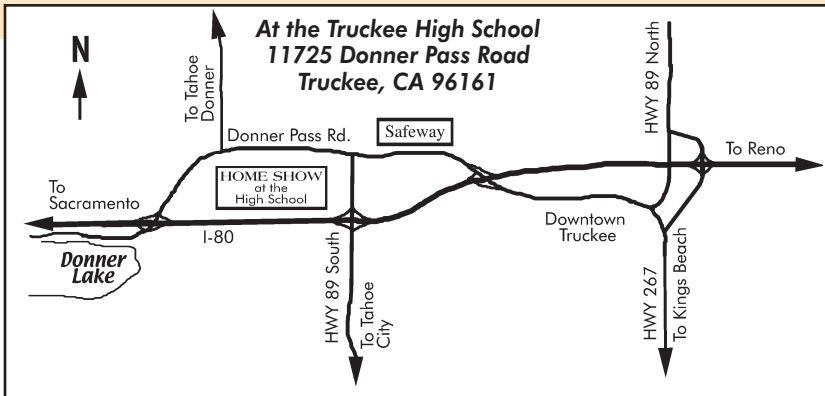 At the Truckee High School
11725 Donner Pass Road
Truckee, CA 96161
N
To Tahoe
Donner
HWY 89 North
Donner Pass Rd.
Safeway
To Reno
HOME SHOW
at the
High School
To
Sacramento
I-80
Downtown
Truckee
Donner
Lake
HWY 89 South
To Tahoe
City
HWY 267
To Kings Beach